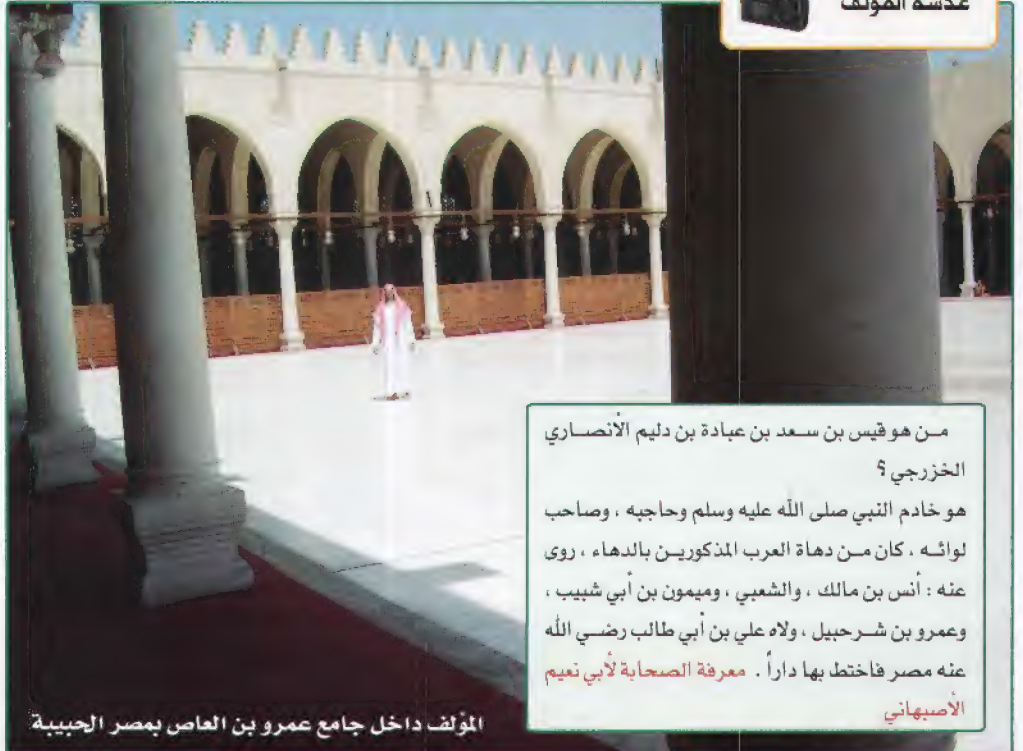 عدسة المؤلف
من هو قيس بن سعد بن عبادة بن دليم الأنصاري
الخزرجي ؟
هو خادم النبي صلى الله عليه وسلم وحاجبه ، وصاحب
لوائه ، كان من دهاة العرب المذكورين بالدهاء ، روى
عنه : أنس بن مالك ، والشعبي ، وميمون بن أبي شبيب ،
وعمرو بن شرحبيل ، ولاه علي بن أبي طالب رضي الله
عنه مصر فاختط بها داراً . معرفة الصحابة لأبي نعيم
الأصبهاني
المؤلف داخل جامع عمرو بن العاص بمصر الحبيبة